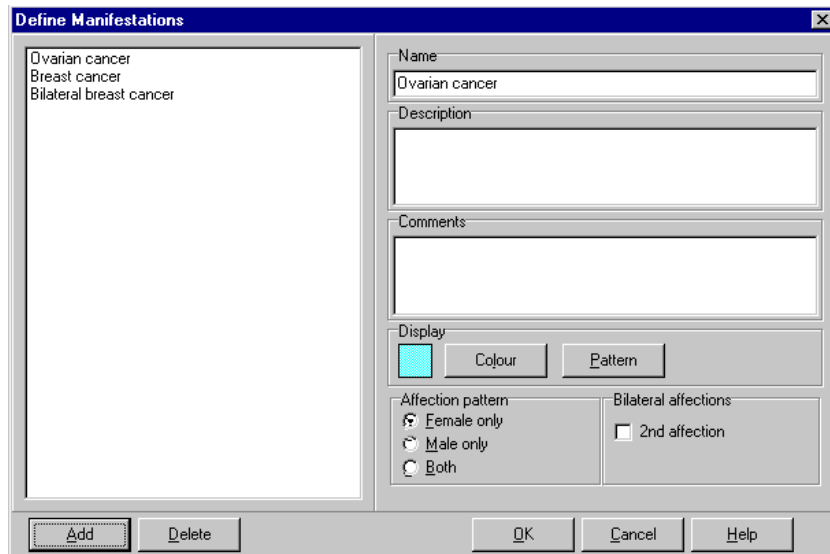 Define Manifestations
Ovarian cancer
Breast cancer
Bilateral breast cancer
Name
Ovarian cancer
Description
Comments
Display
Colour
Pattern
Affection pattern
Female only
Male only
Both
Bilateral affections
2nd affection
Add
Delete
OK
Cancel
Help